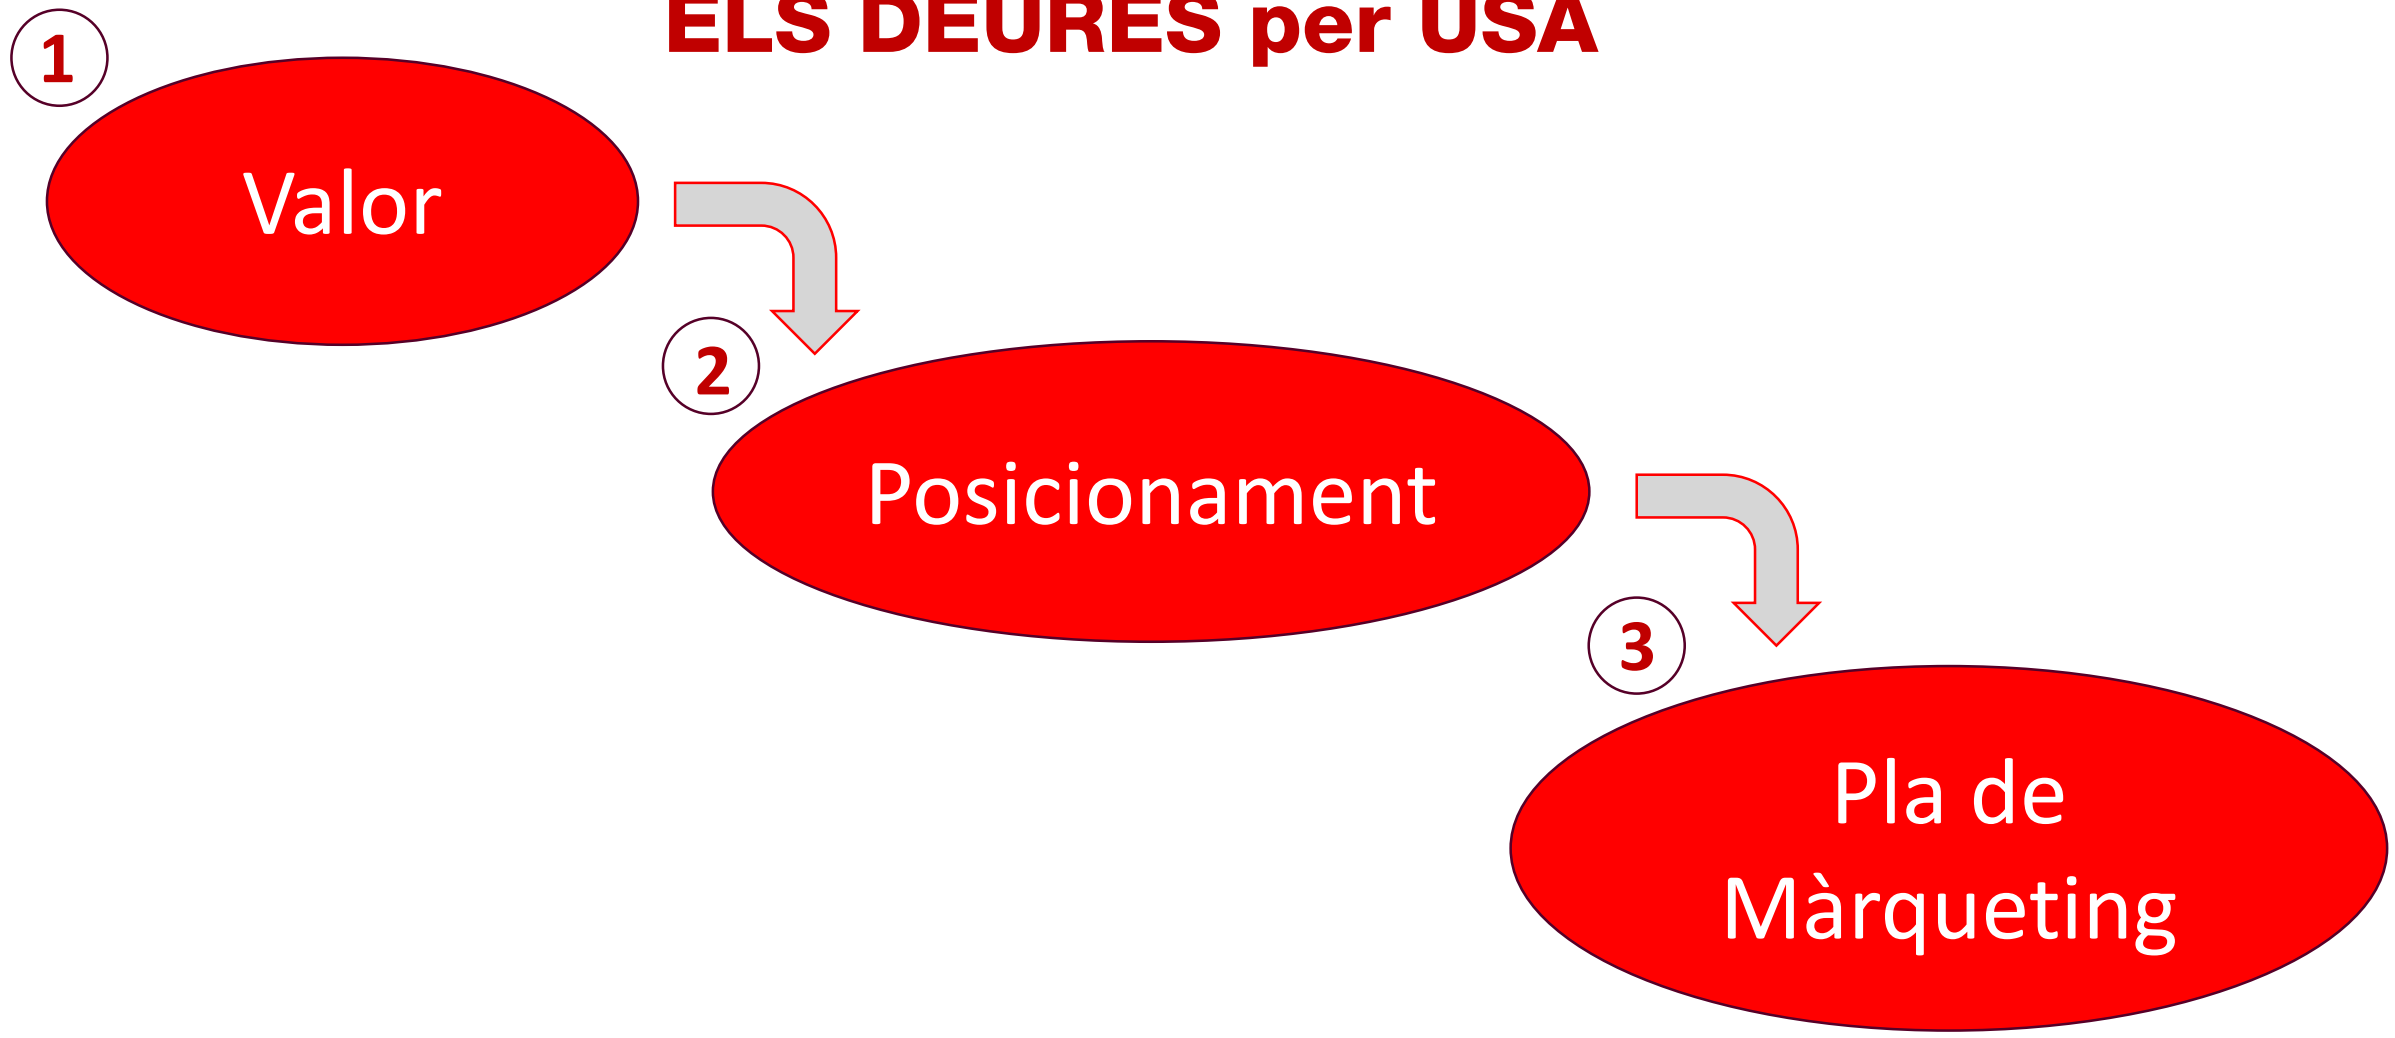 ELS DEURES per USA
1
Valor
2
Posicionament
3
Pla de
Màrqueting